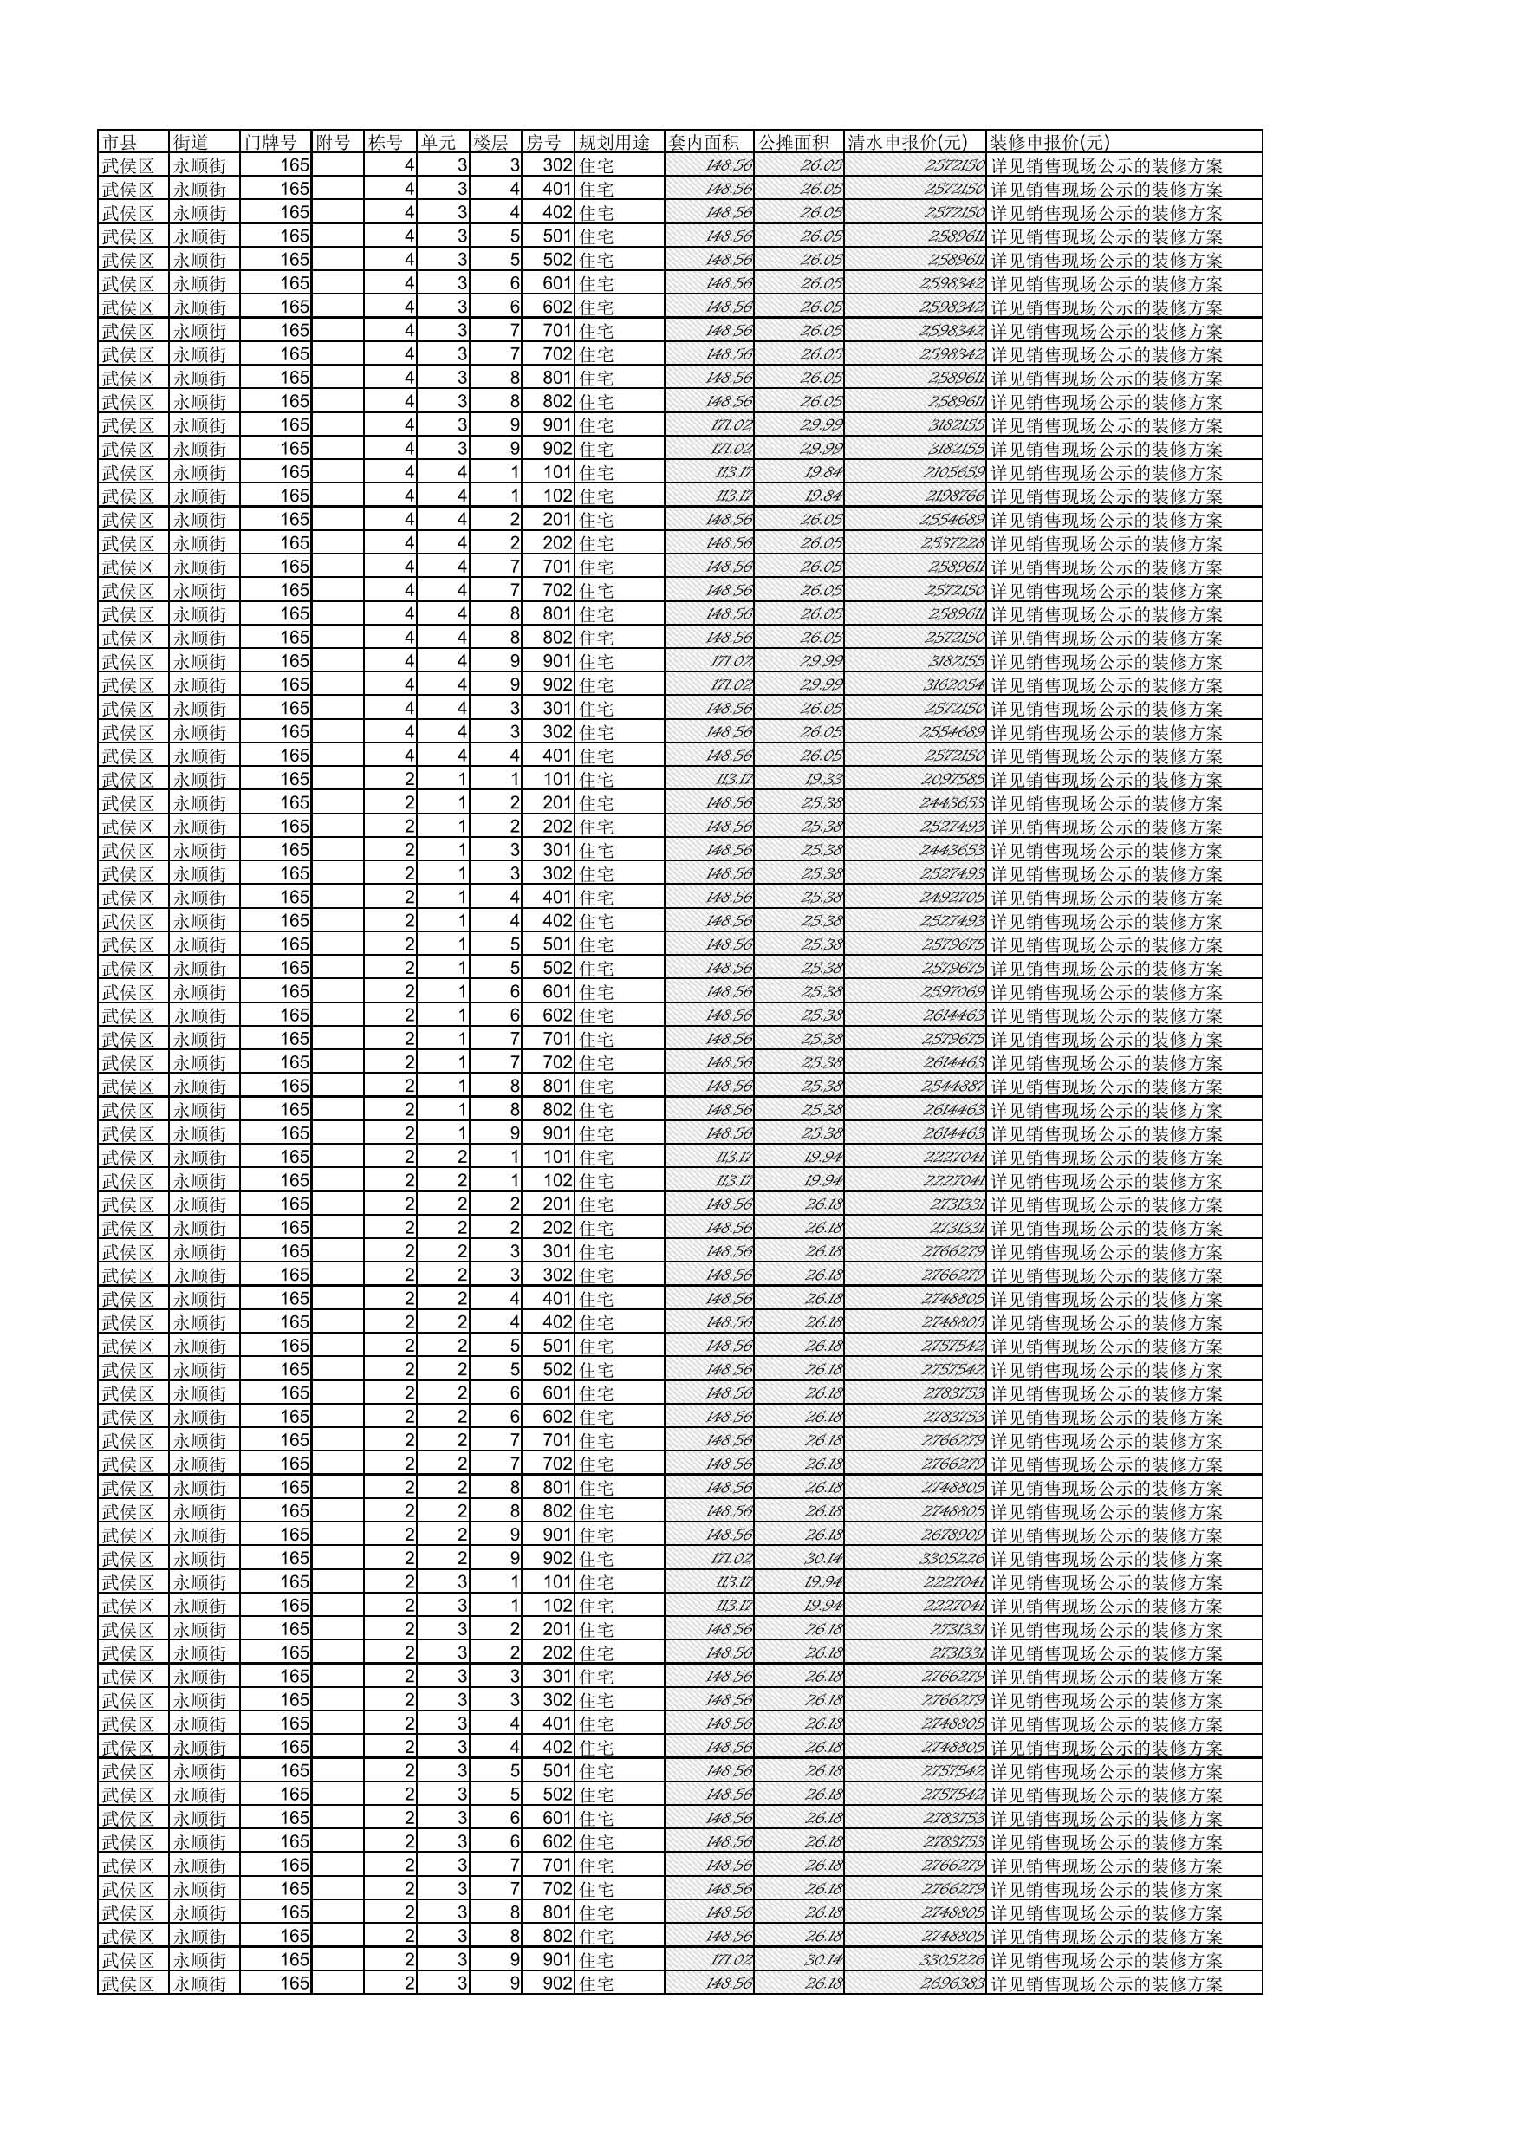 市县 街道 门牌号 附号 栋号 单元 楼层 房号 规划用途 套内面积 公摊面积 清水申报价(元) 装修申报价(元)
武侯区 永顺街 165 4 3 3 302 住宅 148.56 26.05 2572150 详见销售现场公示的装修方案
武侯区 永顺街 165 4 3 4 401 住宅 148.56 26.05 2572150 详见销售现场公示的装修方案
武侯区 永顺街 165 4 3 4 402 住宅 148.56 26.05 2572150 详见销售现场公示的装修方案
武侯区 永顺街 165 4 3 5 501 住宅 148.56 26.05 2589611 详见销售现场公示的装修方案
武侯区 永顺街 165 4 3 5 502 住宅 148.56 26.05 2589611 详见销售现场公示的装修方案
武侯区 永顺街 165 4 3 6 601 住宅 148.56 26.05 2598342 详见销售现场公示的装修方案
武侯区 永顺街 165 4 3 6 602 住宅 148.56 26.05 2598342 详见销售现场公示的装修方案
武侯区 永顺街 165 4 3 7 701 住宅 148.56 26.05 2598342 详见销售现场公示的装修方案
武侯区 永顺街 165 4 3 7 702 住宅 148.56 26.05 2598342 详见销售现场公示的装修方案
武侯区 永顺街 165 4 3 8 801 住宅 148.56 26.05 2589611 详见销售现场公示的装修方案
武侯区 永顺街 165 4 3 8 802 住宅 148.56 26.05 2589611 详见销售现场公示的装修方案
武侯区 永顺街 165 4 3 9 901 住宅 171.02 29.99 3182155 详见销售现场公示的装修方案
武侯区 永顺街 165 4 3 9 902 住宅 171.02 29.99 3182155 详见销售现场公示的装修方案
武侯区 永顺街 165 4 4 1 101 住宅 113.17 19.84 2105659 详见销售现场公示的装修方案
武侯区 永顺街 165 4 4 1 102 住宅 113.17 19.84 2198766 详见销售现场公示的装修方案
武侯区 永顺街 165 4 4 2 201 住宅 148.56 26.05 2554689 详见销售现场公示的装修方案
武侯区 永顺街 165 4 4 2 202 住宅 148.56 26.05 2537228 详见销售现场公示的装修方案
武侯区 永顺街 165 4 4 7 701 住宅 148.56 26.05 2589611 详见销售现场公示的装修方案
武侯区 永顺街 165 4 4 7 702 住宅 148.56 26.05 2572150 详见销售现场公示的装修方案
武侯区 永顺街 165 4 4 8 801 住宅 148.56 26.05 2589611 详见销售现场公示的装修方案
武侯区 永顺街 165 4 4 8 802 住宅 148.56 26.05 2572150 详见销售现场公示的装修方案
武侯区 永顺街 165 4 4 9 901 住宅 171.02 29.99 3182155 详见销售现场公示的装修方案
武侯区 永顺街 165 4 4 9 902 住宅 171.02 29.99 3162054 详见销售现场公示的装修方案
武侯区 永顺街 165 4 4 3 301 住宅 148.56 26.05 2572150 详见销售现场公示的装修方案
武侯区 永顺街 165 4 4 3 302 住宅 148.56 26.05 2554689 详见销售现场公示的装修方案
武侯区 永顺街 165 4 4 4 401 住宅 148.56 26.05 2572150 详见销售现场公示的装修方案
武侯区 永顺街 165 2 1 1 101 住宅 113.17 19.33 2097585 详见销售现场公示的装修方案
武侯区 永顺街 165 2 1 2 201 住宅 148.56 25.38 2443653 详见销售现场公示的装修方案
武侯区 永顺街 165 2 1 2 202 住宅 148.56 25.38 2527493 详见销售现场公示的装修方案
武侯区 永顺街 165 2 1 3 301 住宅 148.56 25.38 2443653 详见销售现场公示的装修方案
武侯区 永顺街 165 2 1 3 302 住宅 148.56 25.38 2527493 详见销售现场公示的装修方案
武侯区 永顺街 165 2 1 4 401 住宅 148.56 25.38 2492705 详见销售现场公示的装修方案
武侯区 永顺街 165 2 1 4 402 住宅 148.56 25.38 2527493 详见销售现场公示的装修方案
武侯区 永顺街 165 2 1 5 501 住宅 148.56 25.38 2579675 详见销售现场公示的装修方案
武侯区 永顺街 165 2 1 5 502 住宅 148.56 25.38 2579675 详见销售现场公示的装修方案
武侯区 永顺街 165 2 1 6 601 住宅 148.56 25.38 2597069 详见销售现场公示的装修方案
武侯区 永顺街 165 2 1 6 602 住宅 148.56 25.38 2614463 详见销售现场公示的装修方案
武侯区 永顺街 165 2 1 7 701 住宅 148.56 25.38 2579675 详见销售现场公示的装修方案
武侯区 永顺街 165 2 1 7 702 住宅 148.56 25.38 2614463 详见销售现场公示的装修方案
武侯区 永顺街 165 2 1 8 801 住宅 148.56 25.38 2544887 详见销售现场公示的装修方案
武侯区 永顺街 165 2 1 8 802 住宅 148.56 25.38 2614463 详见销售现场公示的装修方案
武侯区 永顺街 165 2 1 9 901 住宅 148.56 25.38 2614463 详见销售现场公示的装修方案
武侯区 永顺街 165 2 2 1 101 住宅 113.17 19.94 2227041 详见销售现场公示的装修方案
武侯区 永顺街 165 2 2 1 102 住宅 113.17 19.94 2227041 详见销售现场公示的装修方案
武侯区 永顺街 165 2 2 2 201 住宅 148.56 26.18 2731331 详见销售现场公示的装修方案
武侯区 永顺街 165 2 2 2 202 住宅 148.56 26.18 2731331 详见销售现场公示的装修方案
武侯区 永顺街 165 2 2 3 301 住宅 148.56 26.18 2766279 详见销售现场公示的装修方案
武侯区 永顺街 165 2 2 3 302 住宅 148.56 26.18 2766279 详见销售现场公示的装修方案
武侯区 永顺街 165 2 2 4 401 住宅 148.56 26.18 2748805 详见销售现场公示的装修方案
武侯区 永顺街 165 2 2 4 402 住宅 148.56 26.18 2748805 详见销售现场公示的装修方案
武侯区 永顺街 165 2 2 5 501 住宅 148.56 26.18 2757542 详见销售现场公示的装修方案
武侯区 永顺街 165 2 2 5 502 住宅 148.56 26.18 2757542 详见销售现场公示的装修方案
武侯区 永顺街 165 2 2 6 601 住宅 148.56 26.18 2783753 详见销售现场公示的装修方案
武侯区 永顺街 165 2 2 6 602 住宅 148.56 26.18 2783753 详见销售现场公示的装修方案
武侯区 永顺街 165 2 2 7 701 住宅 148.56 26.18 2766279 详见销售现场公示的装修方案
武侯区 永顺街 165 2 2 7 702 住宅 148.56 26.18 2766279 详见销售现场公示的装修方案
武侯区 永顺街 165 2 2 8 801 住宅 148.56 26.18 2748805 详见销售现场公示的装修方案
武侯区 永顺街 165 2 2 8 802 住宅 148.56 26.18 2748805 详见销售现场公示的装修方案
武侯区 永顺街 165 2 2 9 901 住宅 148.56 26.18 2678909 详见销售现场公示的装修方案
武侯区 永顺街 165 2 2 9 902 住宅 171.02 30.14 3305226 详见销售现场公示的装修方案
武侯区 永顺街 165 2 3 1 101 住宅 113.17 19.94 2227041 详见销售现场公示的装修方案
武侯区 永顺街 165 2 3 1 102 住宅 113.17 19.94 2227041 详见销售现场公示的装修方案
武侯区 永顺街 165 2 3 2 201 住宅 148.56 26.18 2731331 详见销售现场公示的装修方案
武侯区 永顺街 165 2 3 2 202 住宅 148.56 26.18 2731331 详见销售现场公示的装修方案
武侯区 永顺街 165 2 3 3 301 住宅 148.56 26.18 2766279 详见销售现场公示的装修方案
武侯区 永顺街 165 2 3 3 302 住宅 148.56 26.18 2766279 详见销售现场公示的装修方案
武侯区 永顺街 165 2 3 4 401 住宅 148.56 26.18 2748805 详见销售现场公示的装修方案
武侯区 永顺街 165 2 3 4 402 住宅 148.56 26.18 2748805 详见销售现场公示的装修方案
武侯区 永顺街 165 2 3 5 501 住宅 148.56 26.18 2757542 详见销售现场公示的装修方案
武侯区 永顺街 165 2 3 5 502 住宅 148.56 26.18 2757542 详见销售现场公示的装修方案
武侯区 永顺街 165 2 3 6 601 住宅 148.56 26.18 2783753 详见销售现场公示的装修方案
武侯区 永顺街 165 2 3 6 602 住宅 148.56 26.18 2783753 详见销售现场公示的装修方案
武侯区 永顺街 165 2 3 7 701 住宅 148.56 26.18 2766279 详见销售现场公示的装修方案
武侯区 永顺街 165 2 3 7 702 住宅 148.56 26.18 2766279 详见销售现场公示的装修方案
武侯区 永顺街 165 2 3 8 801 住宅 148.56 26.18 2748805 详见销售现场公示的装修方案
武侯区 永顺街 165 2 3 8 802 住宅 148.56 26.18 2748805 详见销售现场公示的装修方案
武侯区 永顺街 165 2 3 9 901 住宅 171.02 30.14 3305226 详见销售现场公示的装修方案
武侯区 永顺街 165 2 3 9 902 住宅 148.56 26.18 2696383 详见销售现场公示的装修方案